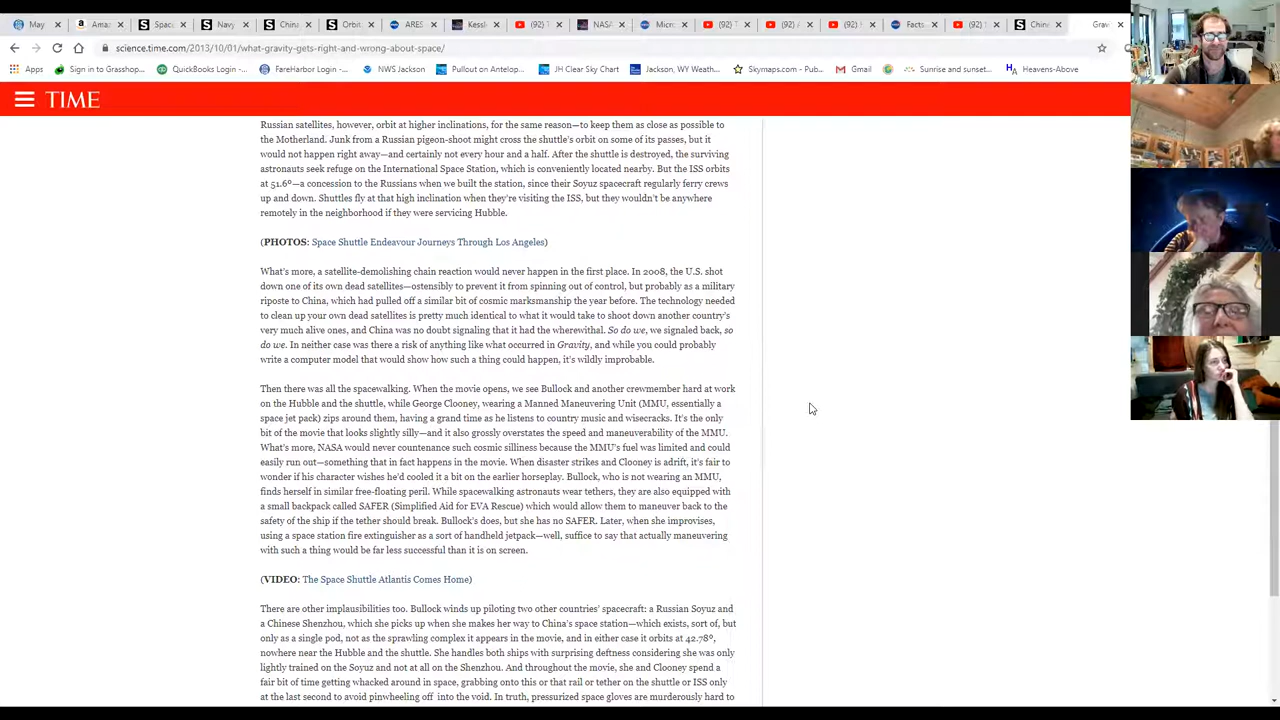 May
Amaz
Spac
Navy
China
Orbit
ARES
Kessl
(92) T
NAS
Micro
(92) T
(92) /
(92)
Facts
(92) T
China
Grav
science.time.com/2013/10/01/what-gravity-gets-right-and-wrong-about-space/
Apps
Sign in to Grasshop...
QuickBooks Login -...
FareHarbor Login -...
NWS Jackson
Pullout on Antelop...
JH Clear Sky Chart
Jackson, WY Weath...
Skymaps.com - Pub...
Gmail
Sunrise and sunset...
Heavens-Above
TIME
Russian satellites, however, orbit at higher inclinations, for the same reason—to keep them as close as possible to
the Motherland. Junk from a Russian pigeon-shoot might cross the shuttle's orbit on some of its passes, but it
would not happen right away—and certainly not every hour and a half. After the shuttle is destroyed, the surviving
astronauts seek refuge on the International Space Station, which is conveniently located nearby. But the ISS orbits
at 51.6º—a concession to the Russians when we built the station, since their Soyuz spacecraft regularly ferry crews
up and down. Shuttles fly at that high inclination when they're visiting the ISS, but they wouldn't be anywhere
remotely in the neighborhood if they were servicing Hubble.
(PHOTOS: Space Shuttle Endeavour Journeys Through Los Angeles)
What's more, a satellite-demolishing chain reaction would never happen in the first place. In 2008, the U.S. shot
down one of its own dead satellites—ostensibly to prevent it from spinning out of control, but probably as a military
riposte to China, which had pulled off a similar bit of cosmic marksmanship the year before. The technology needed
to clean up your own dead satellites is pretty much identical to what it would take to shoot down another country's
very much alive ones, and China was no doubt signaling that it had the wherewithal. So do we, we signaled back, so
do we. In neither case was there a risk of anything like what occurred in Gravity, and while you could probably
write a computer model that would show how such a thing could happen, it's wildly improbable.
Then there was all the spacewalking. When the movie opens, we see Bullock and another crewmember hard at work
on the Hubble and the shuttle, while George Clooney, wearing a Manned Maneuvering Unit (MMU, essentially a
space jet pack) zips around them, having a grand time as he listens to country music and wisecracks. It's the only
bit of the movie that looks slightly silly—and it also grossly overstates the speed and maneuverability of the MMU.
What's more, NASA would never countenance such cosmic silliness because the MMU's fuel was limited and could
easily run out—something that in fact happens in the movie. When disaster strikes and Clooney is adrift, it's fair to
wonder if his character wishes he'd cooled it a bit on the earlier horseplay. Bullock, who is not wearing an MMU,
finds herself in similar free-floating peril. While spacewalking astronauts wear tethers, they are also equipped with
a small backpack called SAFER (Simplified Aid for EVA Rescue) which would allow them to maneuver back to the
safety of the ship if the tether should break. Bullock's does, but she has no SAFER. Later, when she improvises,
using a space station fire extinguisher as a sort of handheld jetpack—well, suffice to say that actually maneuvering
with such a thing would be far less successful than it is on screen.
(VIDEO: The Space Shuttle Atlantis Comes Home)
There are other implausibilities too. Bullock winds up piloting two other countries' spacecraft: a Russian Soyuz and
a Chinese Shenzhou, which she picks up when she makes her way to China's space station—which exists, sort of, but
only as a single pod, not as the sprawling complex it appears in the movie, and in either case it orbits at 42.78º,
nowhere near the Hubble and the shuttle. She handles both ships with surprising deftness considering she was only
lightly trained on the Soyuz and not at all on the Shenzhou. And throughout the movie, she and Clooney spend a
fair bit of time getting whacked around in space, grabbing onto this or that rail or tether on the shuttle or ISS only
at the last second to avoid pinwheeling off into the void. In truth, pressurized space gloves are murderously hard to